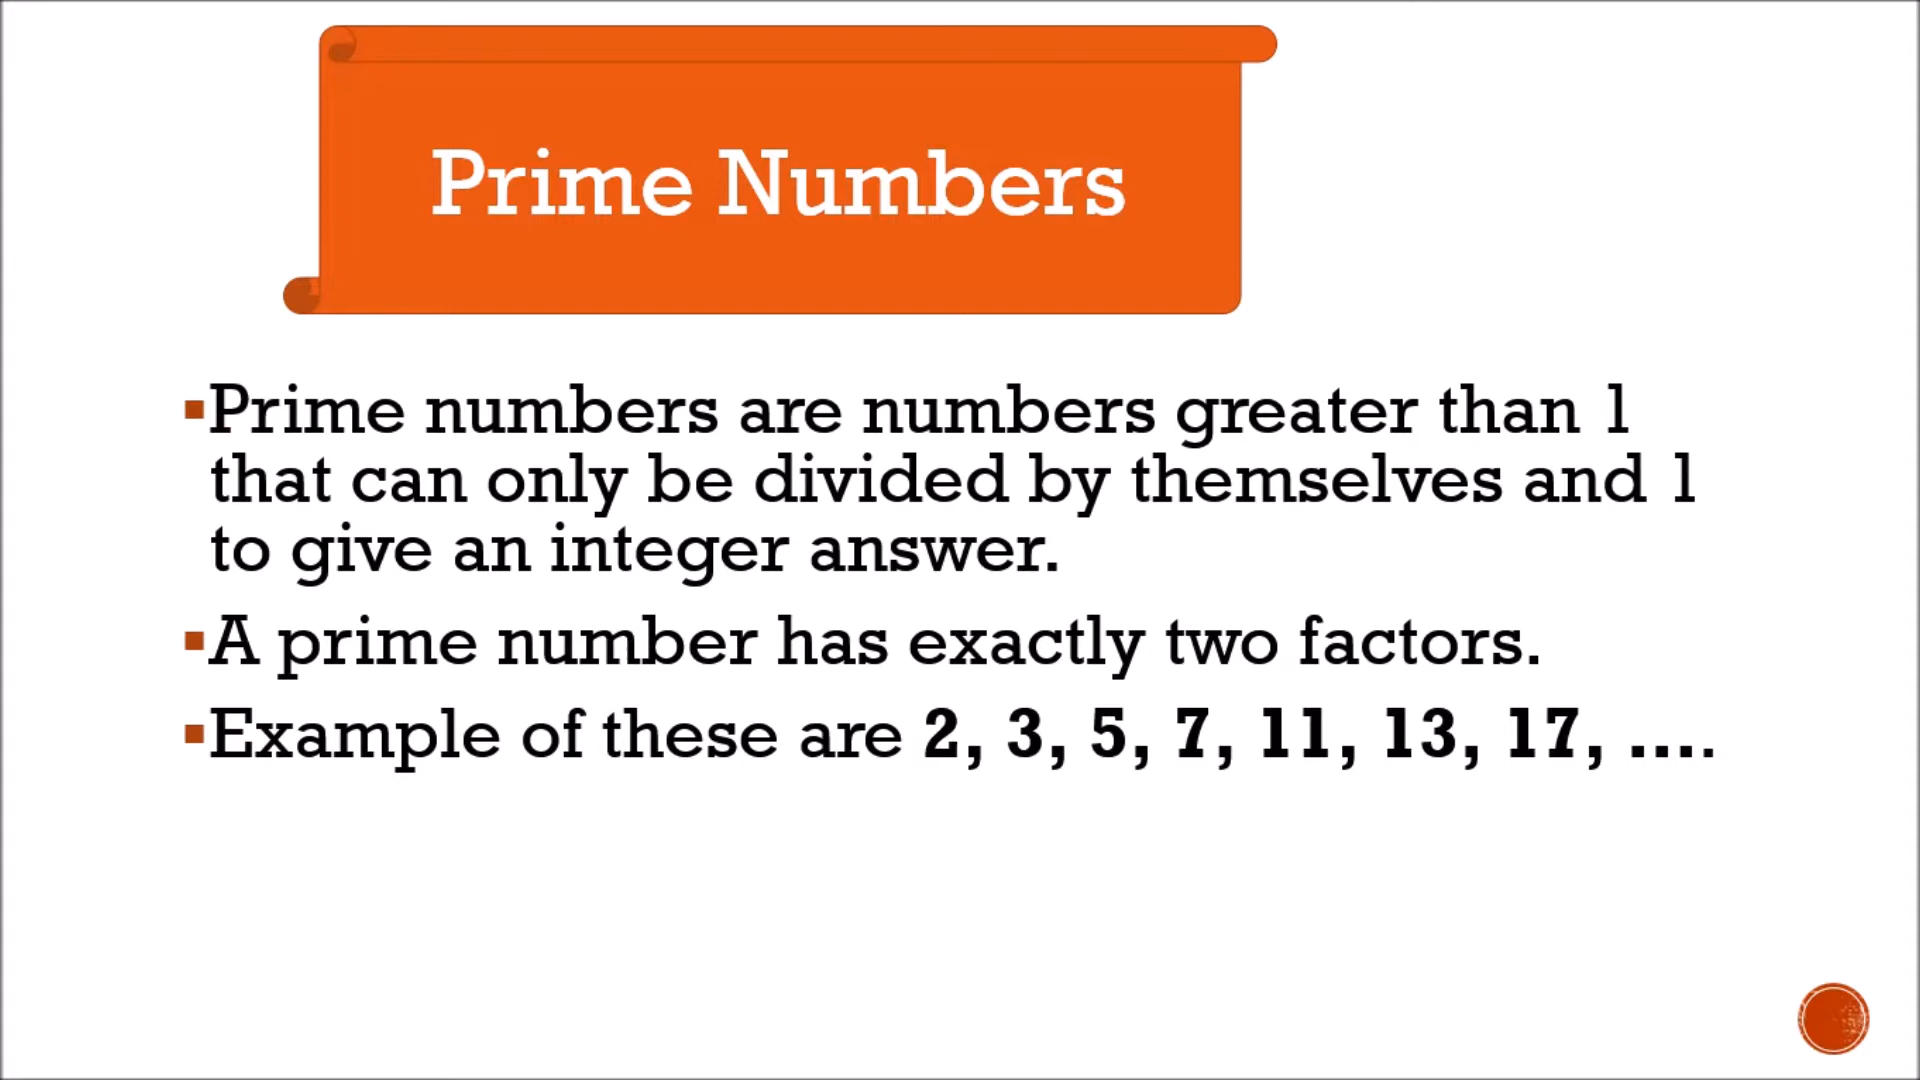 Prime Numbers
▪Prime numbers are numbers greater than 1
that can only be divided by themselves and 1
to give an integer answer.
▪A prime number has exactly two factors.
▪Example of these are 2, 3, 5, 7, 11, 13, 17, .....